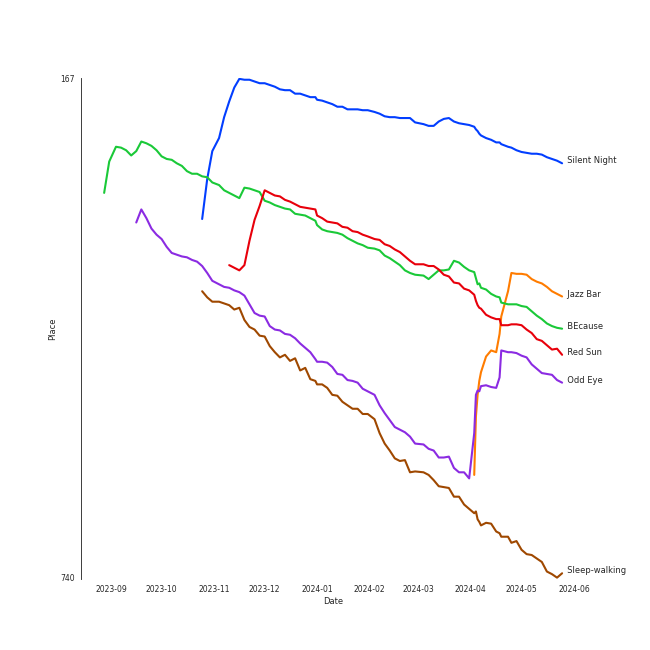 167
Silent Night
Jazz Bar
BEcause
Place
Red Sun
Odd Eye
Sleep-walking
740
2023-09 2023-10 2023-11 2023-12 2024-01 2024-02 2024-03 2024-04 2024-05 2024-06
Date